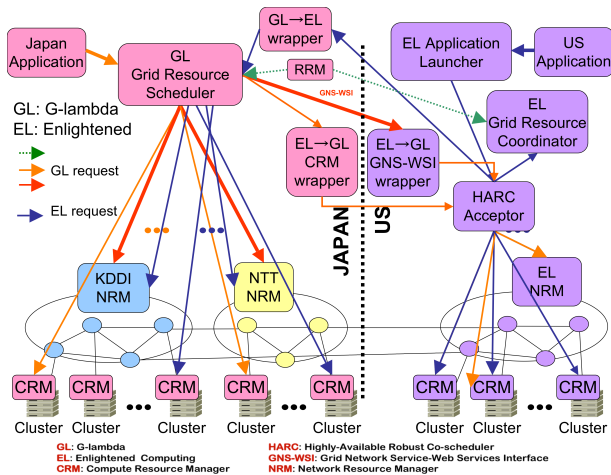 Japan
Application
GL
Grid Resource
Scheduler
GL→EL
wrapper
RRM
GNS-WSI
EL Application
Launcher
US
Application
GL: G-lambda
EL: Enlightened
GL request
EL request
EL→GL
CRM
wrapper
EL→GL
GNS-WSI
wrapper
EL
Grid Resource
Coordinator
HARC
Acceptor
JAPAN
US
KDDI
NRM
NTT
NRM
EL
NRM
CRM
CRM
CRM
CRM
CRM
CRM
CRM
CRM
Cluster
Cluster
Cluster
Cluster
Cluster
Cluster
Cluster
Cluster
GL: G-lambda
EL: Enlightened Computing
CRM: Compute Resource Manager
HARC: Highly-Available Robust Co-scheduler
GNS-WSI: Grid Network Service-Web Services Interface
NRM: Network Resource Manager